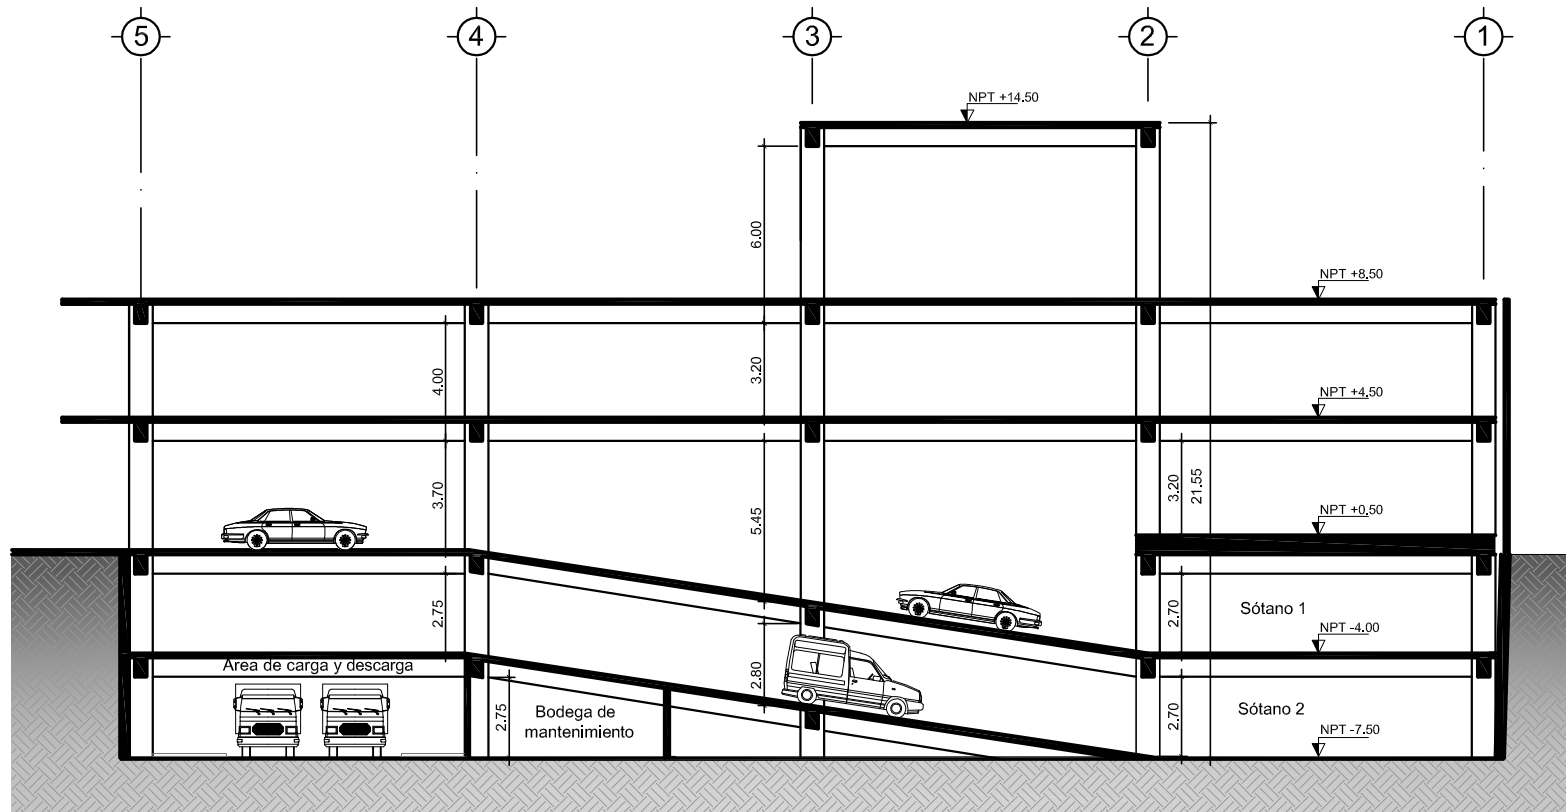 5
4
3
2
1
NPT +14.50
6.00
NPT +8.50
4.00
3.20
NPT +4.50
3.70
5.45
3.20
21.55
NPT +0,50
2.75
2.70
Sótano 1
NPT -4.00
Area de carga y descarga
2.80
2.75
Bodega de
mantenimiento
2.70
Sótano 2
NPT -7.50